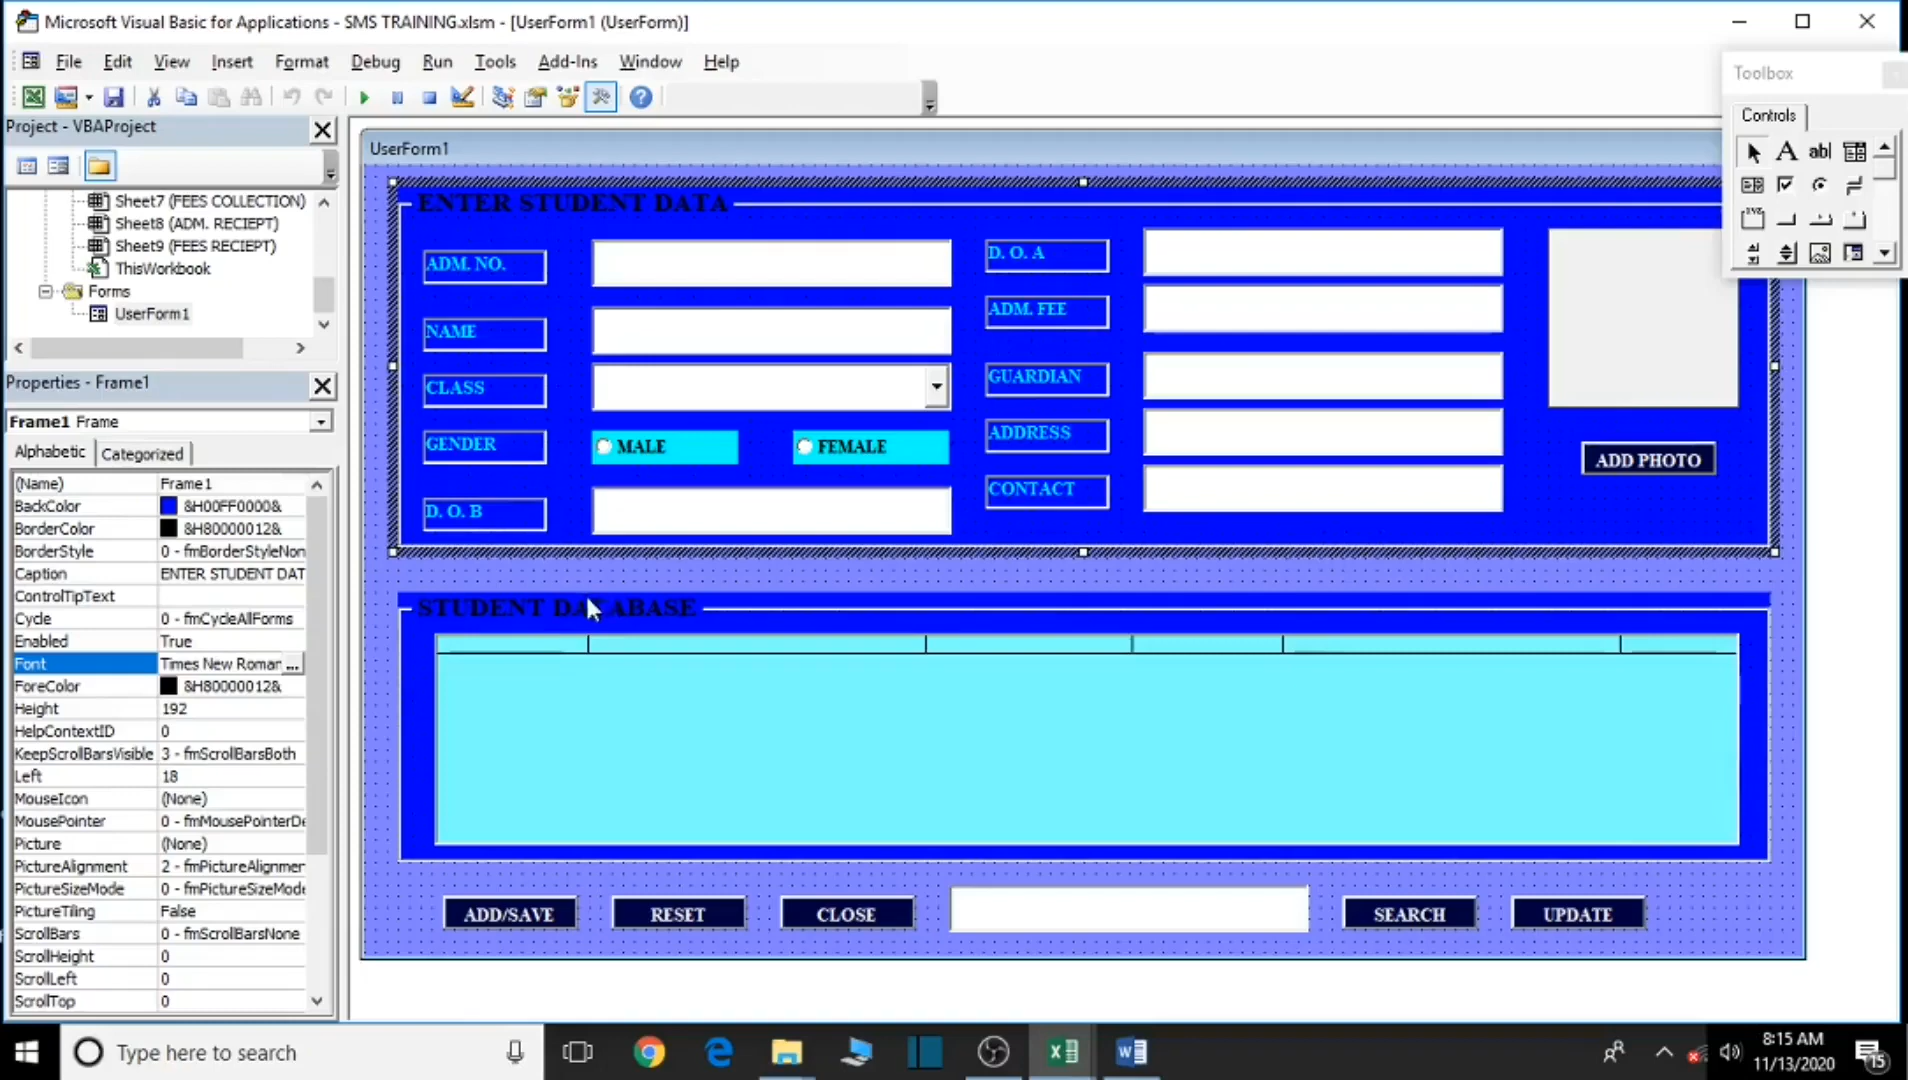 Microsoft Visual Basic for Applications - SMS TRAINING.xlsm - [UserForm1 (UserForm)]
File Edit View Insert Format Debug Run Tools Add-Ins Window Help
Project - VBAProject
Sheet7 (FEES COLLECTION)
Sheet8 (ADM. RECIEPT)
Sheet9 (FEES RECIEPT)
ThisWorkbook
Forms
UserForm1
Properties - Frame1
Frame1 Frame
Alphabetic Categorized
(Name) Frame1
BackColor &H00FF0000&
BorderColor &H80000012&
BorderStyle 0 - fmBorderStyleNon
Caption ENTER STUDENT DAT
ControlTipText
Cycle 0 - fmCycleAllForms
Enabled True
Font Times New Roman ...
ForeColor &H80000012&
Height 192
HelpContextID 0
KeepScrollBarsVisible 3 - fmScrollBarsBoth
Left 18
MouseIcon (None)
MousePointer 0 - fmMousePointerDe
Picture (None)
PictureAlignment 2 - fmPictureAlignmen
PictureSizeMode 0 - fmPictureSizeMode
PictureTiling False
ScrollBars 0 - fmScrollBarsNone
ScrollHeight 0
ScrollLeft 0
ScrollTop 0
UserForm1
ENTER STUDENT DATA
ADM. NO.
NAME
CLASS
GENDER
MALE FEMALE
D. O. B
D. O. A
ADM. FEE
GUARDIAN
ADDRESS
CONTACT
ADD PHOTO
STUDENT DATABASE
ADD/SAVE RESET CLOSE SEARCH UPDATE
Toolbox
Controls
A abl
XYZ
Type here to search
8:15 AM
11/13/2020
15